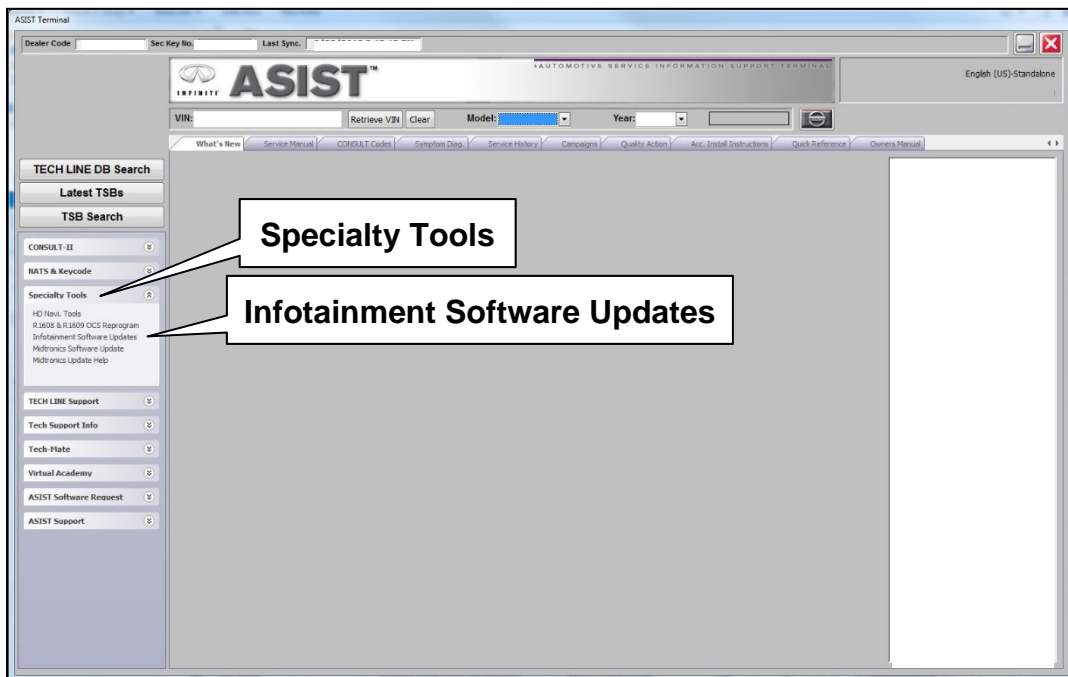 ASIST Terminal
Dealer Code
Sec Key No.
Last Sync.
INFINITI
ASIST™
AUTOMOTIVE SERVICE INFORMATION SUPPORT TERMINAL
English (US)-Standalone
VIN:
Retrieve VIN
Clear
Model:
Year:
What's New
Service Manual
CONSULT Codes
Symptom Diag.
Service History
Campaigns
Quality Action
Acc. Install Instructions
Quick Reference
Owners Manual
TECH LINE DB Search
Latest TSBs
TSB Search
CONSULT-II
NATS & Keycode
Specialty Tools
HD Navi. Tools
R1608 & R1609 OCS Reprogram
Infotainment Software Updates
Midtronics Software Update
Midtronics Update Help
TECH LINE Support
Tech Support Info
Tech-Mate
Virtual Academy
ASIST Software Request
ASIST Support
Specialty Tools
Infotainment Software Updates